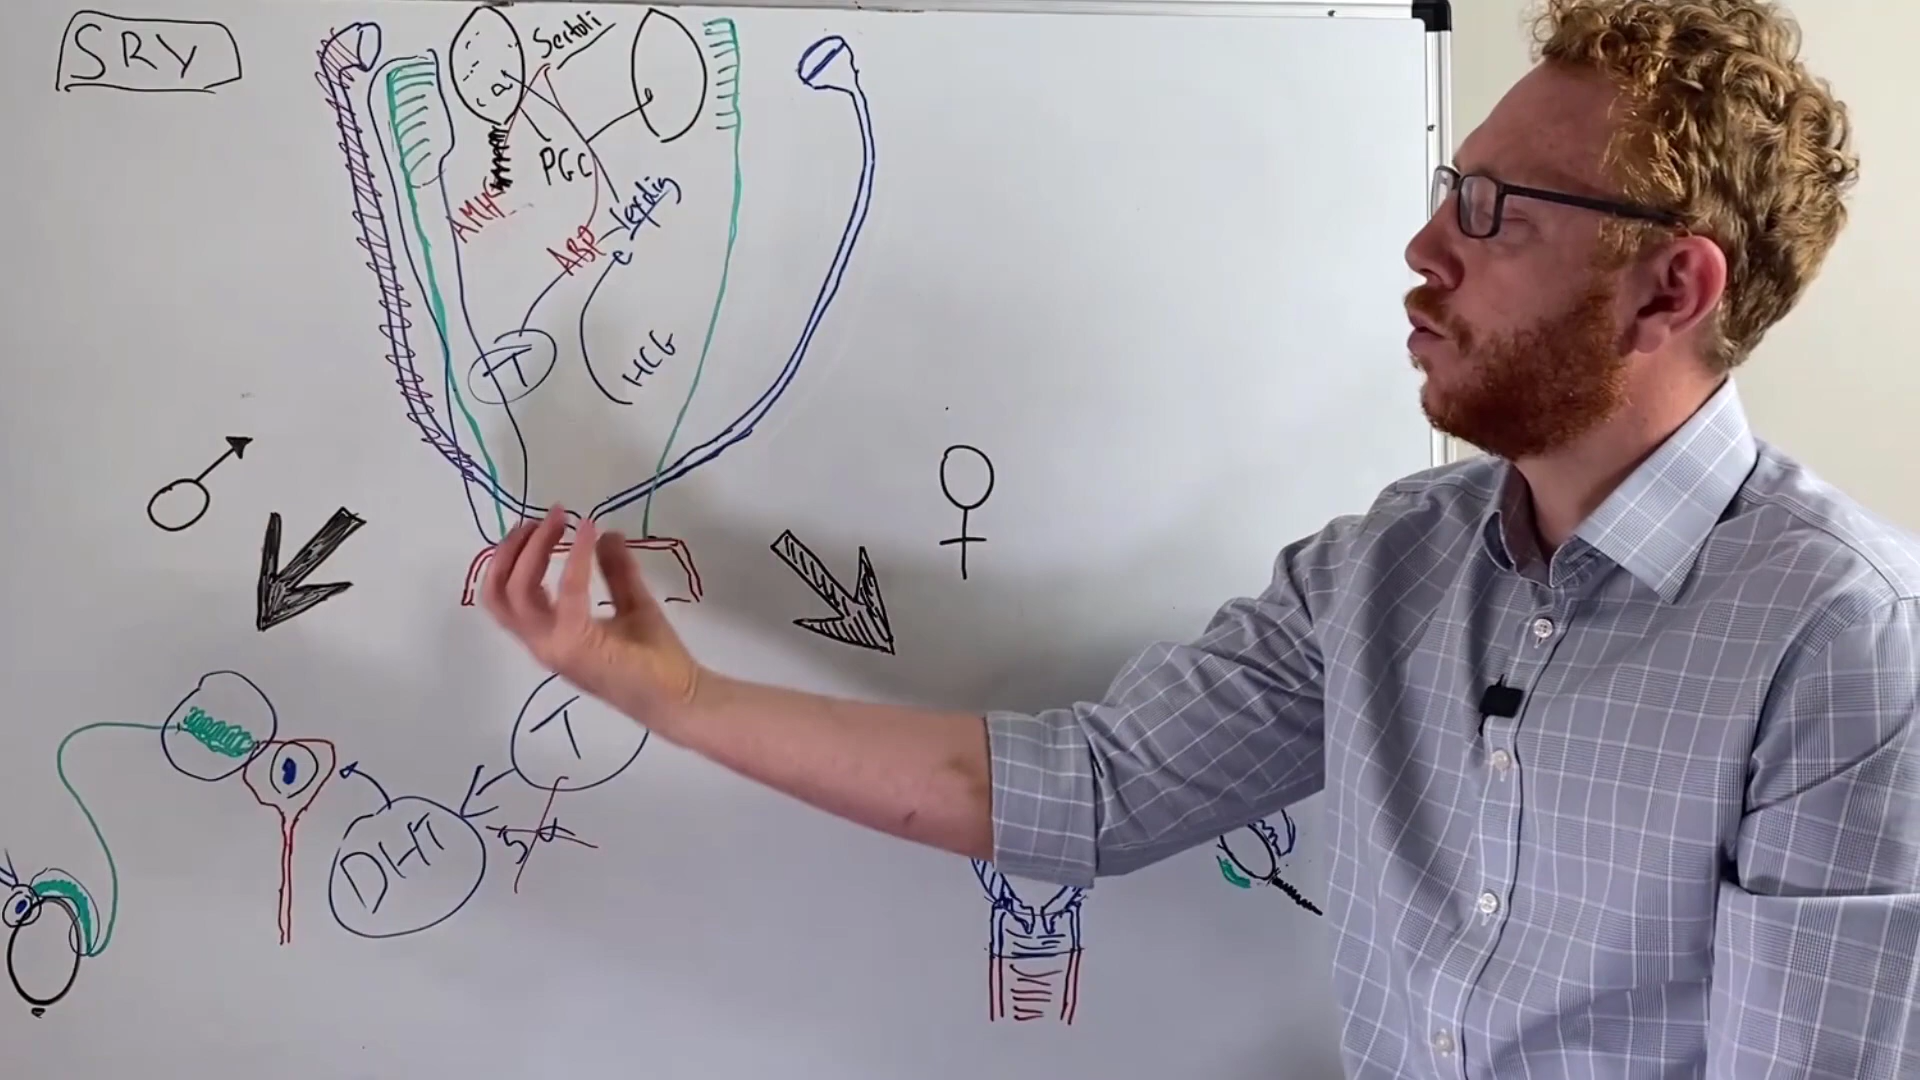 SRY
Sertoli
PGC
AMH
Leydig
ABP
C
HCG
T
T
DHT
5α